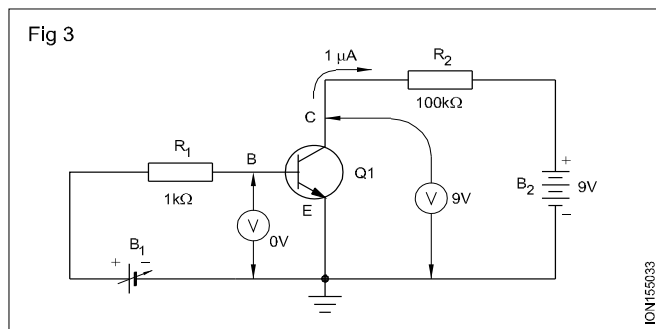 Fig 3
1 μA
R2
100kΩ
C
R1
1kΩ
B
Q1
E
V
0V
V
9V
B2
+
9V
–
B1
+
–
ION155033